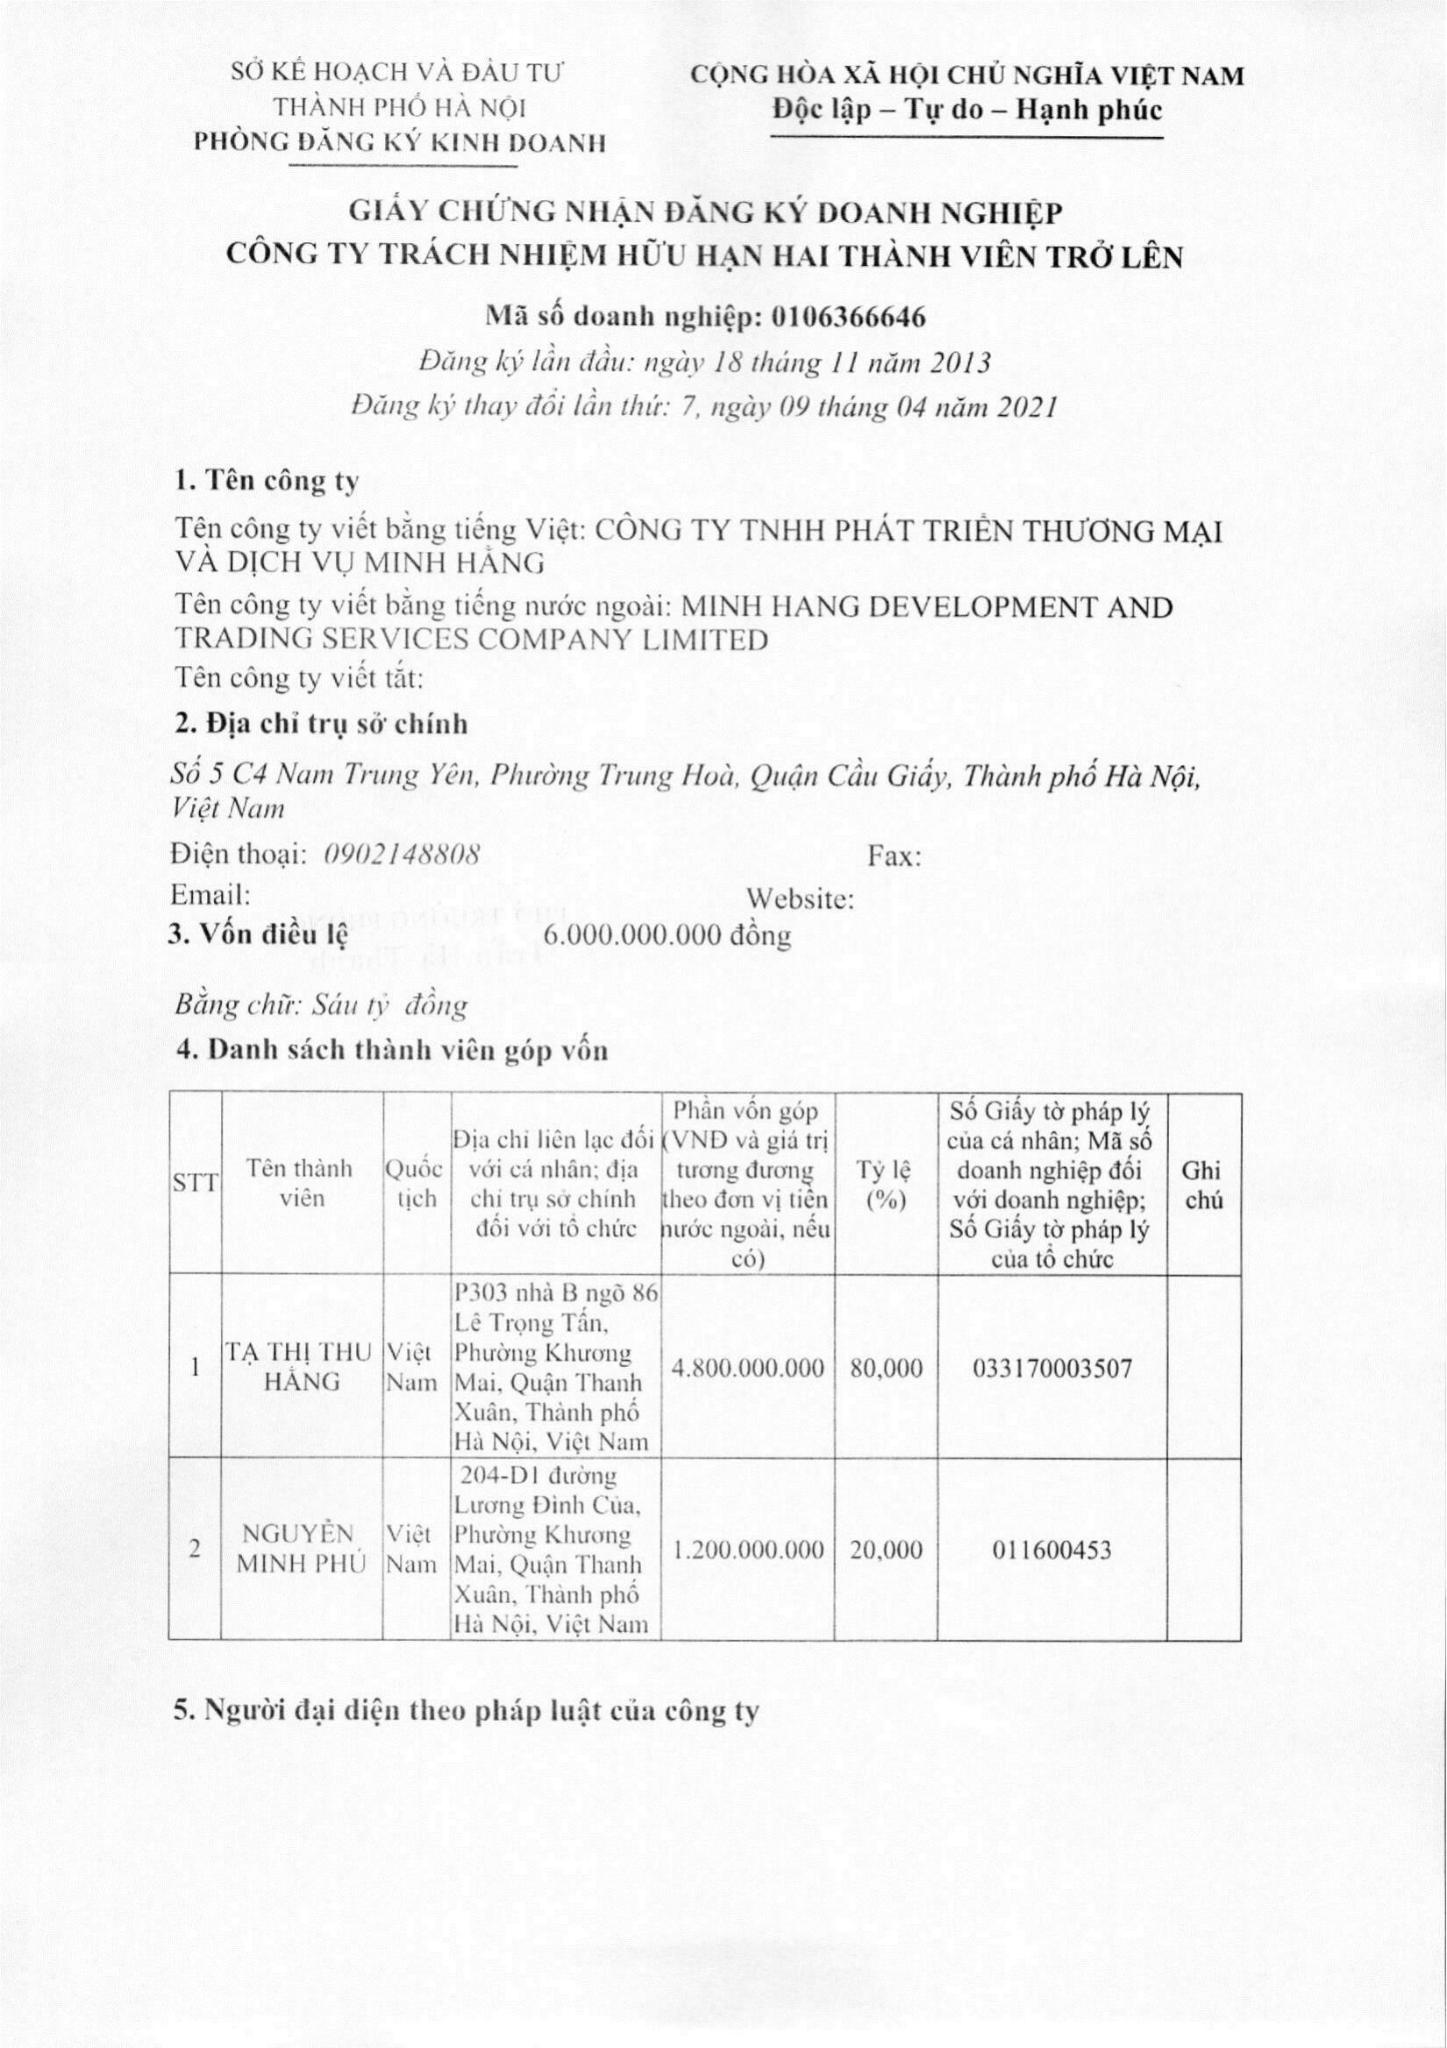 SỞ KẾ HOẠCH VÀ ĐẦU TƯ
THÀNH PHỐ HÀ NỘI
PHÒNG ĐĂNG KÝ KINH DOANH
CỘNG HÒA XÃ HỘI CHỦ NGHĨA VIỆT NAM
Độc lập – Tự do – Hạnh phúc
GIẤY CHỨNG NHẬN ĐĂNG KÝ DOANH NGHIỆP
CÔNG TY TRÁCH NHIỆM HỮU HẠN HAI THÀNH VIÊN TRỞ LÊN
Mã số doanh nghiệp: 0106366646
Đăng ký lần đầu: ngày 18 tháng 11 năm 2013
Đăng ký thay đổi lần thứ: 7, ngày 09 tháng 04 năm 2021
1. Tên công ty
Tên công ty viết bằng tiếng Việt: CÔNG TY TNHH PHÁT TRIỂN THƯƠNG MẠI
VÀ DỊCH VỤ MINH HẰNG
Tên công ty viết bằng tiếng nước ngoài: MINH HANG DEVELOPMENT AND
TRADING SERVICES COMPANY LIMITED
Tên công ty viết tắt:
2. Địa chỉ trụ sở chính
Số 5 C4 Nam Trung Yên, Phường Trung Hoà, Quận Cầu Giấy, Thành phố Hà Nội,
Việt Nam
Điện thoại: 0902148808 Fax:
Email: Website:
3. Vốn điều lệ 6.000.000.000 đồng
Bằng chữ: Sáu tỷ đồng
4. Danh sách thành viên góp vốn
STT
Tên thành
viên
Quốc
tịch
Địa chỉ liên lạc đối
với cá nhân; địa
chỉ trụ sở chính
đối với tổ chức
Phần vốn góp
(VNĐ và giá trị
tương đương
theo đơn vị tiền
nước ngoài, nếu
có)
Tỷ lệ
(%)
Số Giấy tờ pháp lý
của cá nhân; Mã số
doanh nghiệp đối
với doanh nghiệp;
Số Giấy tờ pháp lý
của tổ chức
Ghi
chú
1
TẠ THỊ THU
HẰNG
Việt
Nam
P303 nhà B ngõ 86
Lê Trọng Tấn,
Phường Khương
Mai, Quận Thanh
Xuân, Thành phố
Hà Nội, Việt Nam
4.800.000.000
80,000
033170003507
2
NGUYỄN
MINH PHÚ
Việt
Nam
204-D1 đường
Lương Đình Của,
Phường Khương
Mai, Quận Thanh
Xuân, Thành phố
Hà Nội, Việt Nam
1.200.000.000
20,000
011600453
5. Người đại diện theo pháp luật của công ty